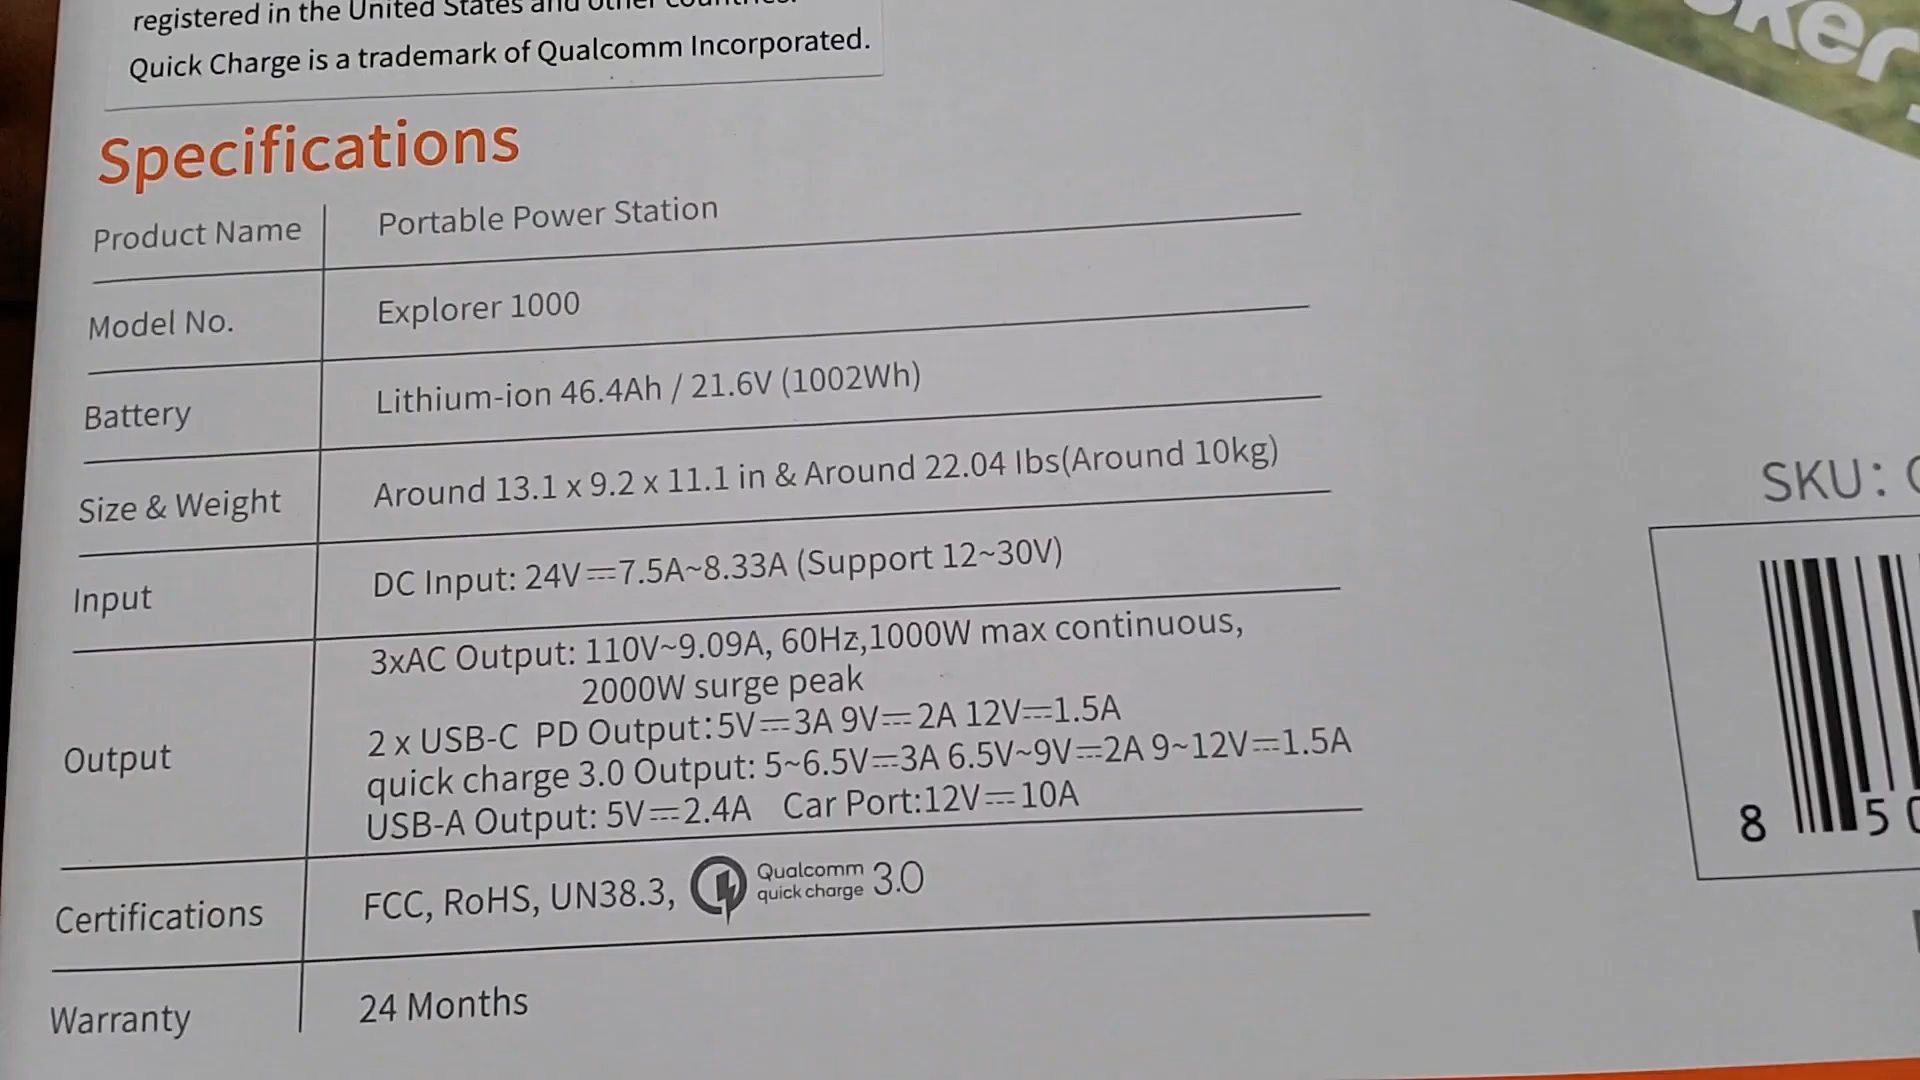 registered in the United States and other countries.
Quick Charge is a trademark of Qualcomm Incorporated.
Specifications
Product Name Portable Power Station
Model No. Explorer 1000
Battery Lithium-ion 46.4Ah / 21.6V (1002Wh)
Size & Weight Around 13.1 x 9.2 x 11.1 in & Around 22.04 lbs(Around 10kg)
Input DC Input: 24V⎓7.5A~8.33A (Support 12~30V)
Output 3xAC Output: 110V~9.09A, 60Hz,1000W max continuous,
2000W surge peak
2 x USB-C PD Output:5V⎓3A 9V⎓2A 12V⎓1.5A
quick charge 3.0 Output: 5~6.5V⎓3A 6.5V~9V⎓2A 9~12V⎓1.5A
USB-A Output: 5V⎓2.4A Car Port:12V⎓10A
Certifications FCC, RoHS, UN38.3, Qualcomm quick charge 3.0
Warranty 24 Months
SKU:
8 50